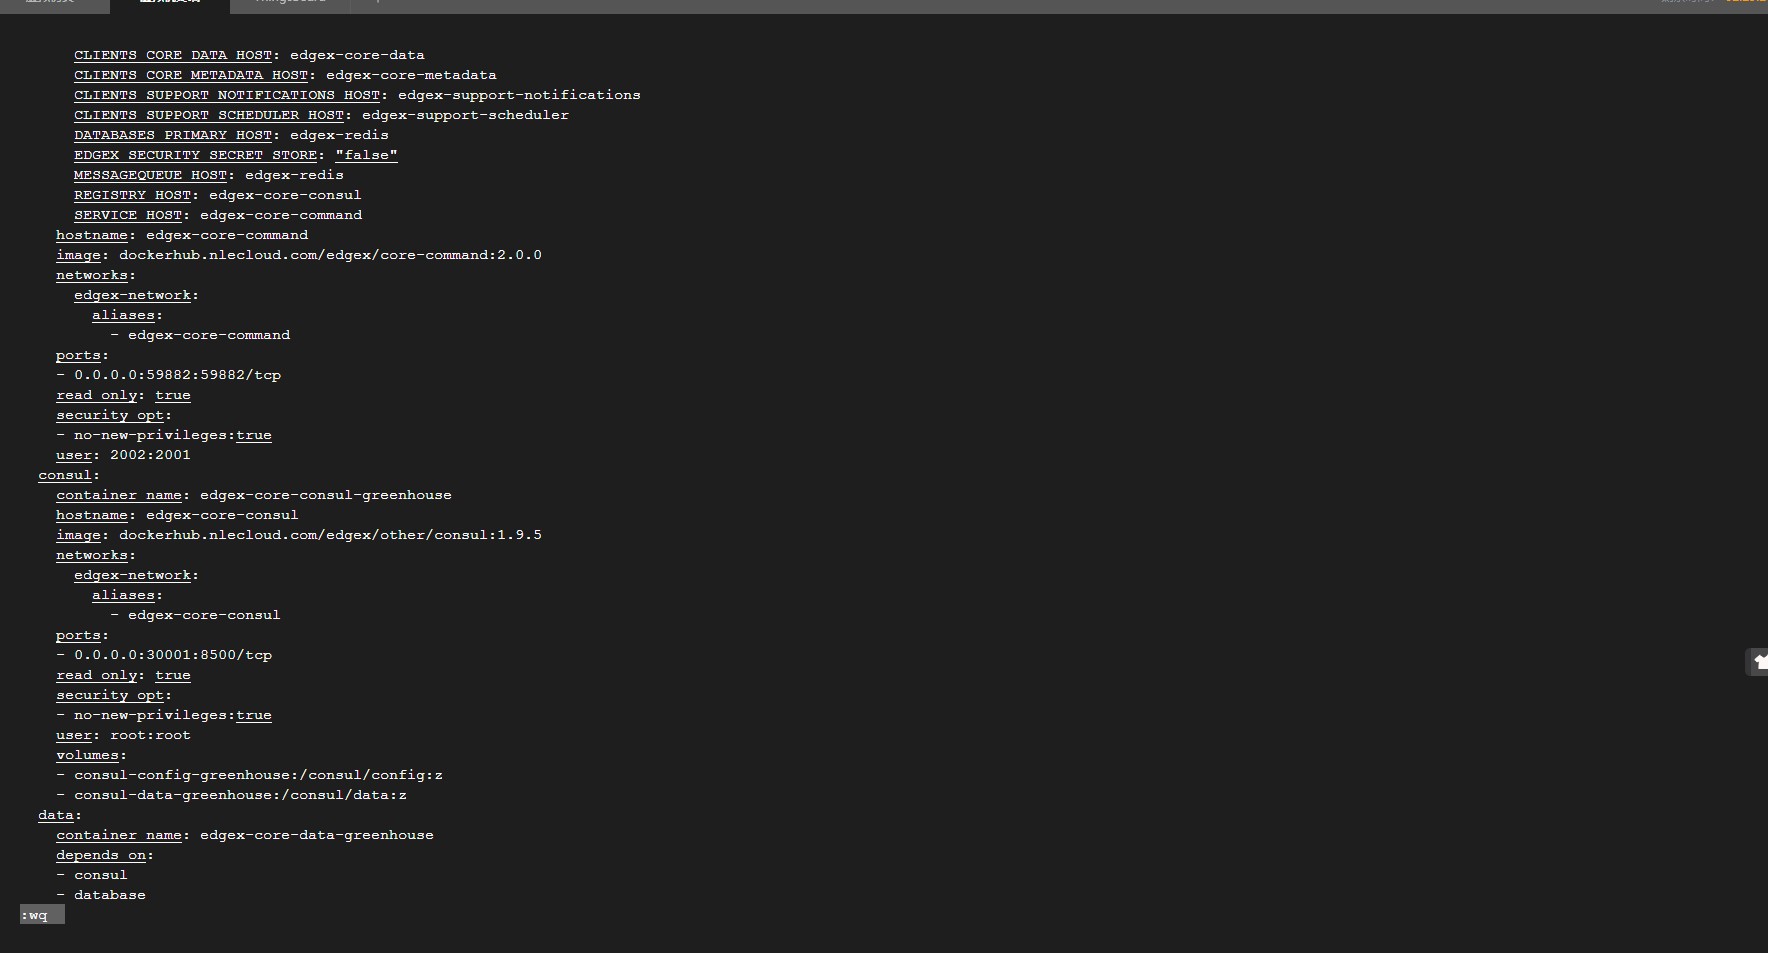 CLIENTS_CORE_DATA_HOST: edgex-core-data
CLIENTS_CORE_METADATA_HOST: edgex-core-metadata
CLIENTS_SUPPORT_NOTIFICATIONS_HOST: edgex-support-notifications
CLIENTS_SUPPORT_SCHEDULER_HOST: edgex-support-scheduler
DATABASES_PRIMARY_HOST: edgex-redis
EDGEX_SECURITY_SECRET_STORE: "false"
MESSAGEQUEUE_HOST: edgex-redis
REGISTRY_HOST: edgex-core-consul
SERVICE_HOST: edgex-core-command
hostname: edgex-core-command
image: dockerhub.nlecloud.com/edgex/core-command:2.0.0
networks:
edgex-network:
aliases:
- edgex-core-command
ports:
- 0.0.0.0:59882:59882/tcp
read_only: true
security_opt:
- no-new-privileges:true
user: 2002:2001
consul:
container_name: edgex-core-consul-greenhouse
hostname: edgex-core-consul
image: dockerhub.nlecloud.com/edgex/other/consul:1.9.5
networks:
edgex-network:
aliases:
- edgex-core-consul
ports:
- 0.0.0.0:30001:8500/tcp
read_only: true
security_opt:
- no-new-privileges:true
user: root:root
volumes:
- consul-config-greenhouse:/consul/config:z
- consul-data-greenhouse:/consul/data:z
data:
container_name: edgex-core-data-greenhouse
depends_on:
- consul
- database
:wq